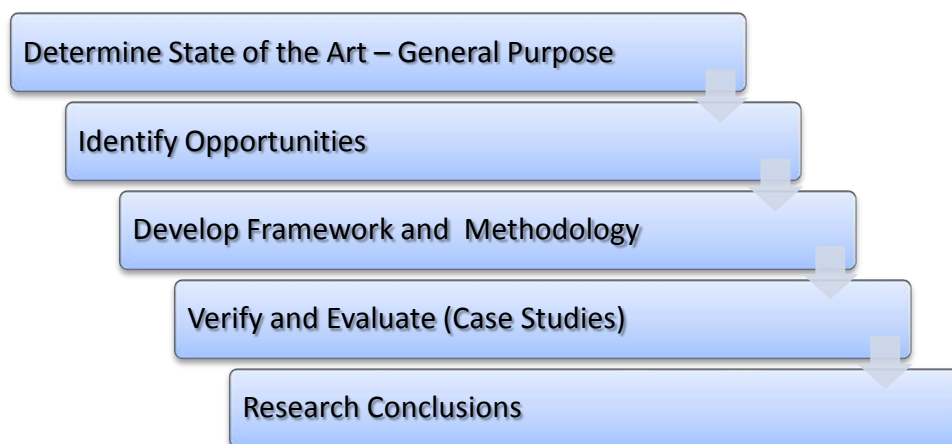 Determine State of the Art – General Purpose
Identify Opportunities
Develop Framework and  Methodology
Verify and Evaluate (Case Studies)
Research Conclusions